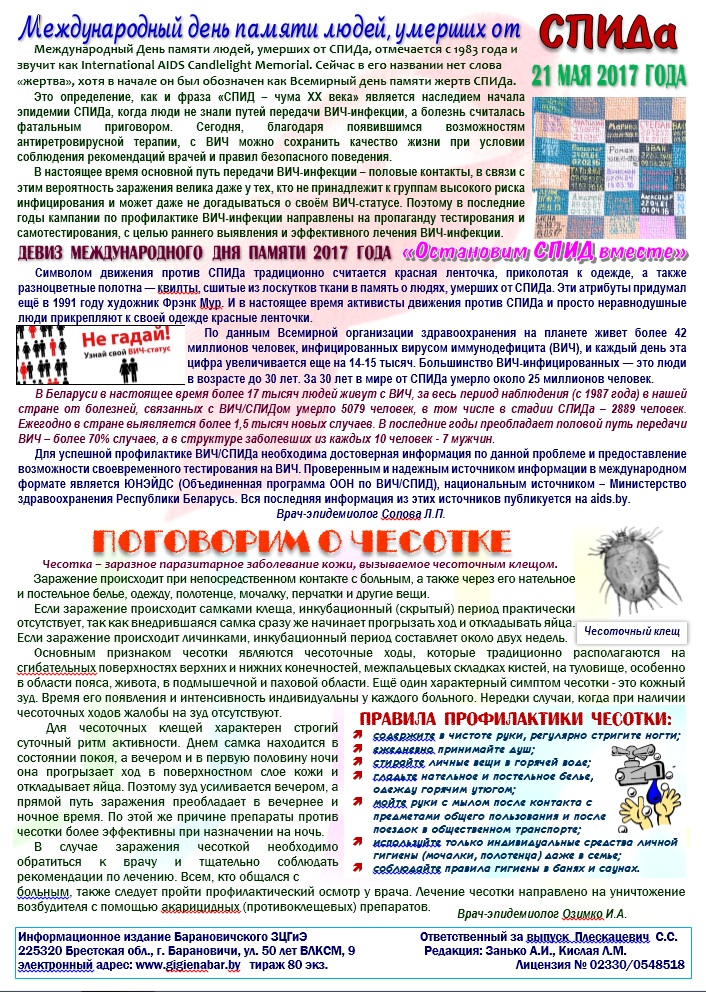 Международный день памяти людей, умерших от СПИДа
21 МАЯ 2017 ГОДА
Международный День памяти людей, умерших от СПИДа, отмечается с 1983 года и
звучит как International AIDS Candlelight Memorial. Сейчас в его названии нет слова
«жертва», хотя в начале он был обозначен как Всемирный день памяти жертв СПИДа.
Это определение, как и фраза «СПИД – чума XX века» является наследием начала
эпидемии СПИДа, когда люди не знали путей передачи ВИЧ-инфекции, а болезнь считалась
фатальным приговором. Сегодня, благодаря появившимся возможностям
антиретровирусной терапии, с ВИЧ можно сохранить качество жизни при условии
соблюдения рекомендаций врачей и правил безопасного поведения.
В настоящее время основной путь передачи ВИЧ-инфекции – половые контакты, в связи с
этим вероятность заражения велика даже у тех, кто не принадлежит к группам высокого риска
инфицирования и может даже не догадываться о своём ВИЧ-статусе. Поэтому в последние
годы кампании по профилактике ВИЧ-инфекции направлены на пропаганду тестирования и
самотестирования, с целью раннего выявления и эффективного лечения ВИЧ-инфекции.
ДЕВИЗ МЕЖДУНАРОДНОГО ДНЯ ПАМЯТИ 2017 ГОДА «Остановим СПИД вместе»
Символом движения против СПИДа традиционно считается красная ленточка, приколотая к одежде, а также
разноцветные полотна — квилты, сшитые из лоскутков ткани в память о людях, умерших от СПИДа. Эти атрибуты придумал
ещё в 1991 году художник Фрэнк Мур. И в настоящее время активисты движения против СПИДа и просто неравнодушные
люди прикрепляют к своей одежде красные ленточки.
Не гадай!
Узнай свой ВИЧ-статус
По данным Всемирной организации здравоохранения на планете живет более 42
миллионов человек, инфицированных вирусом иммунодефицита (ВИЧ), и каждый день эта
цифра увеличивается еще на 14-15 тысяч. Большинство ВИЧ-инфицированных — это люди
в возрасте до 30 лет. За 30 лет в мире от СПИДа умерло около 25 миллионов человек.
В Беларуси в настоящее время более 17 тысяч людей живут с ВИЧ, за весь период наблюдения (с 1987 года) в нашей
стране от болезней, связанных с ВИЧ/СПИДом умерло 5079 человек, в том числе в стадии СПИДа – 2889 человек.
Ежегодно в стране выявляется более 1,5 тысяч новых случаев. В последние годы преобладает половой путь передачи
ВИЧ – более 70% случаев, а в структуре заболевших из каждых 10 человек - 7 мужчин.
Для успешной профилактике ВИЧ/СПИДа необходима достоверная информация по данной проблеме и предоставление
возможности своевременного тестирования на ВИЧ. Проверенным и надежным источником информации в международном
формате является ЮНЭЙДС (Объединенная программа ООН по ВИЧ/СПИД), национальным источником – Министерство
здравоохранения Республики Беларусь. Вся последняя информация из этих источников публикуется на aids.by.
Врач-эпидемиолог Сопова Л.П.
ПОГОВОРИМ О ЧЕСОТКЕ
Чесотка – заразное паразитарное заболевание кожи, вызываемое чесоточным клещом.
Заражение происходит при непосредственном контакте с больным, а также через его нательное
и постельное белье, одежду, полотенце, мочалку, перчатки и другие вещи.
Если заражение происходит самками клеща, инкубационный (скрытый) период практически
отсутствует, так как внедрившаяся самка сразу же начинает прогрызать ход и откладывать яйца.
Если заражение происходит личинками, инкубационный период составляет около двух недель.
Чесоточный клещ
Основным признаком чесотки являются чесоточные ходы, которые традиционно располагаются на
сгибательных поверхностях верхних и нижних конечностей, межпальцевых складках кистей, на туловище, особенно
в области пояса, живота, в подмышечной и паховой области. Ещё один характерный симптом чесотки - это кожный
зуд. Время его появления и интенсивность индивидуальны у каждого больного. Нередки случаи, когда при наличии
чесоточных ходов жалобы на зуд отсутствуют.
Для чесоточных клещей характерен строгий
суточный ритм активности. Днем самка находится в
состоянии покоя, а вечером и в первую половину ночи
она прогрызает ход в поверхностном слое кожи и
откладывает яйца. Поэтому зуд усиливается вечером, а
прямой путь заражения преобладает в вечернее и
ночное время. По этой же причине препараты против
чесотки более эффективны при назначении на ночь.
В случае заражения чесоткой необходимо
обратиться к врачу и тщательно соблюдать
рекомендации по лечению. Всем, кто общался с
больным, также следует пройти профилактический осмотр у врача. Лечение чесотки направлено на уничтожение
возбудителя с помощью акарицидных (противоклещевых) препаратов.
Врач-эпидемиолог Озимко И.А.
ПРАВИЛА ПРОФИЛАКТИКИ ЧЕСОТКИ:
содержите в чистоте руки, регулярно стригите ногти;
ежедневно принимайте душ;
стирайте личные вещи в горячей воде;
гладьте нательное и постельное белье,
одежду горячим утюгом;
мойте руки с мылом после контакта с
предметами общего пользования и после
поездок в общественном транспорте;
используйте только индивидуальные средства личной
гигиены (мочалки, полотенца) даже в семье;
соблюдайте правила гигиены в банях и саунах.
Информационное издание Барановичского ЗЦГиЭ
225320 Брестская обл., г. Барановичи, ул. 50 лет ВЛКСМ, 9
электронный адрес: www.gigienabar.by тираж 80 экз.
Ответственный за выпуск Плескацевич С.С.
Редакция: Занько А.И., Кислая Л.М.
Лицензия № 02330/0548518